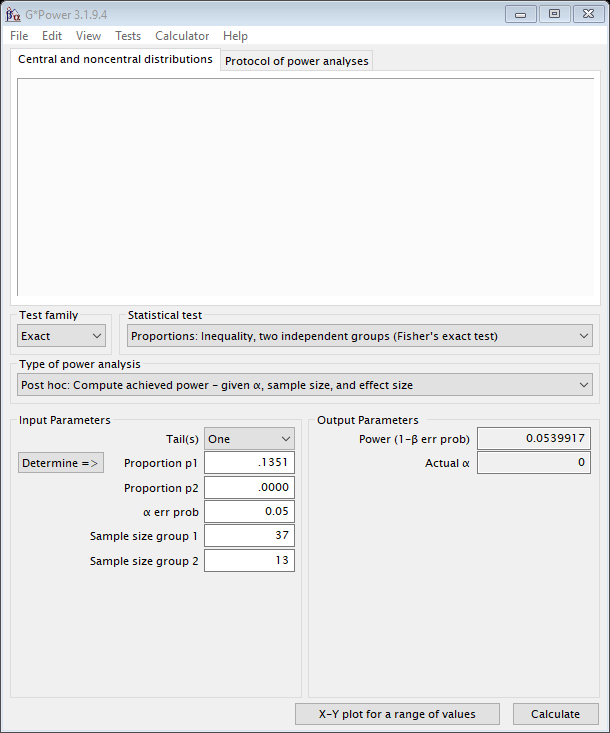 G*Power 3.1.9.4
File Edit View Tests Calculator Help
Central and noncentral distributions Protocol of power analyses
Test family Statistical test
Exact Proportions: Inequality, two independent groups (Fisher's exact test)
Type of power analysis
Post hoc: Compute achieved power - given α, sample size, and effect size
Input Parameters Output Parameters
Tail(s) One Power (1-β err prob) 0.0539917
Determine => Proportion p1 .1351 Actual α 0
Proportion p2 .0000
α err prob 0.05
Sample size group 1 37
Sample size group 2 13
X-Y plot for a range of values Calculate